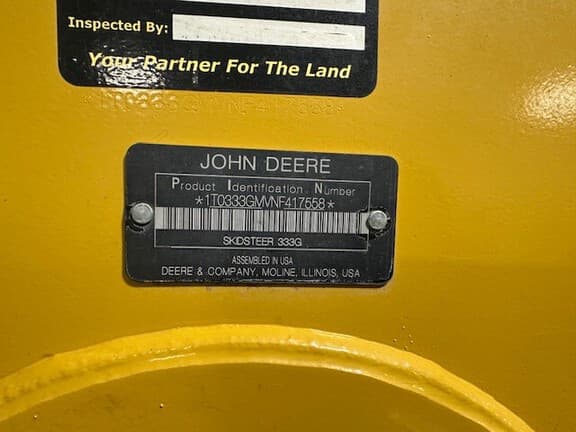 Inspected By:
Your Partner For The Land
*1T0333GMVNF417558*
JOHN DEERE
Product Identification Number
*1T0333GMVNF417558*
SKIDSTEER 333G
ASSEMBLED IN USA
DEERE & COMPANY, MOLINE, ILLINOIS, USA